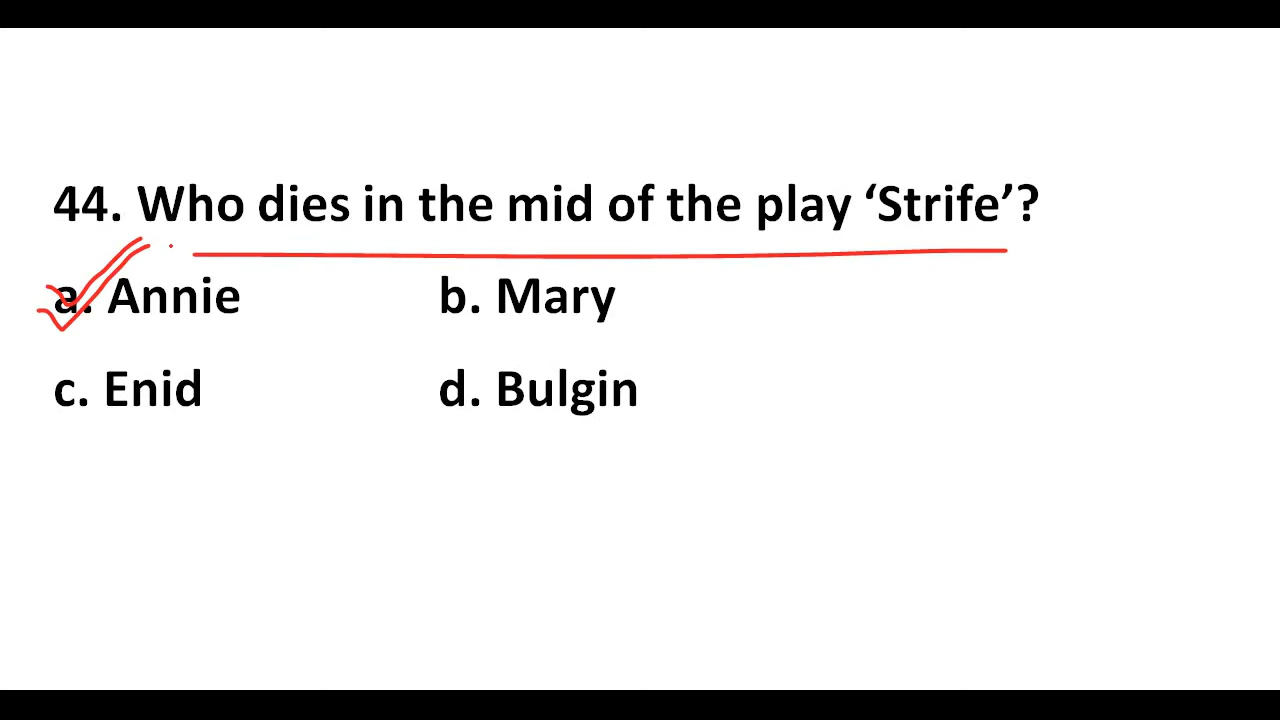 44. Who dies in the mid of the play ‘Strife’?
a. Annie b. Mary
c. Enid d. Bulgin